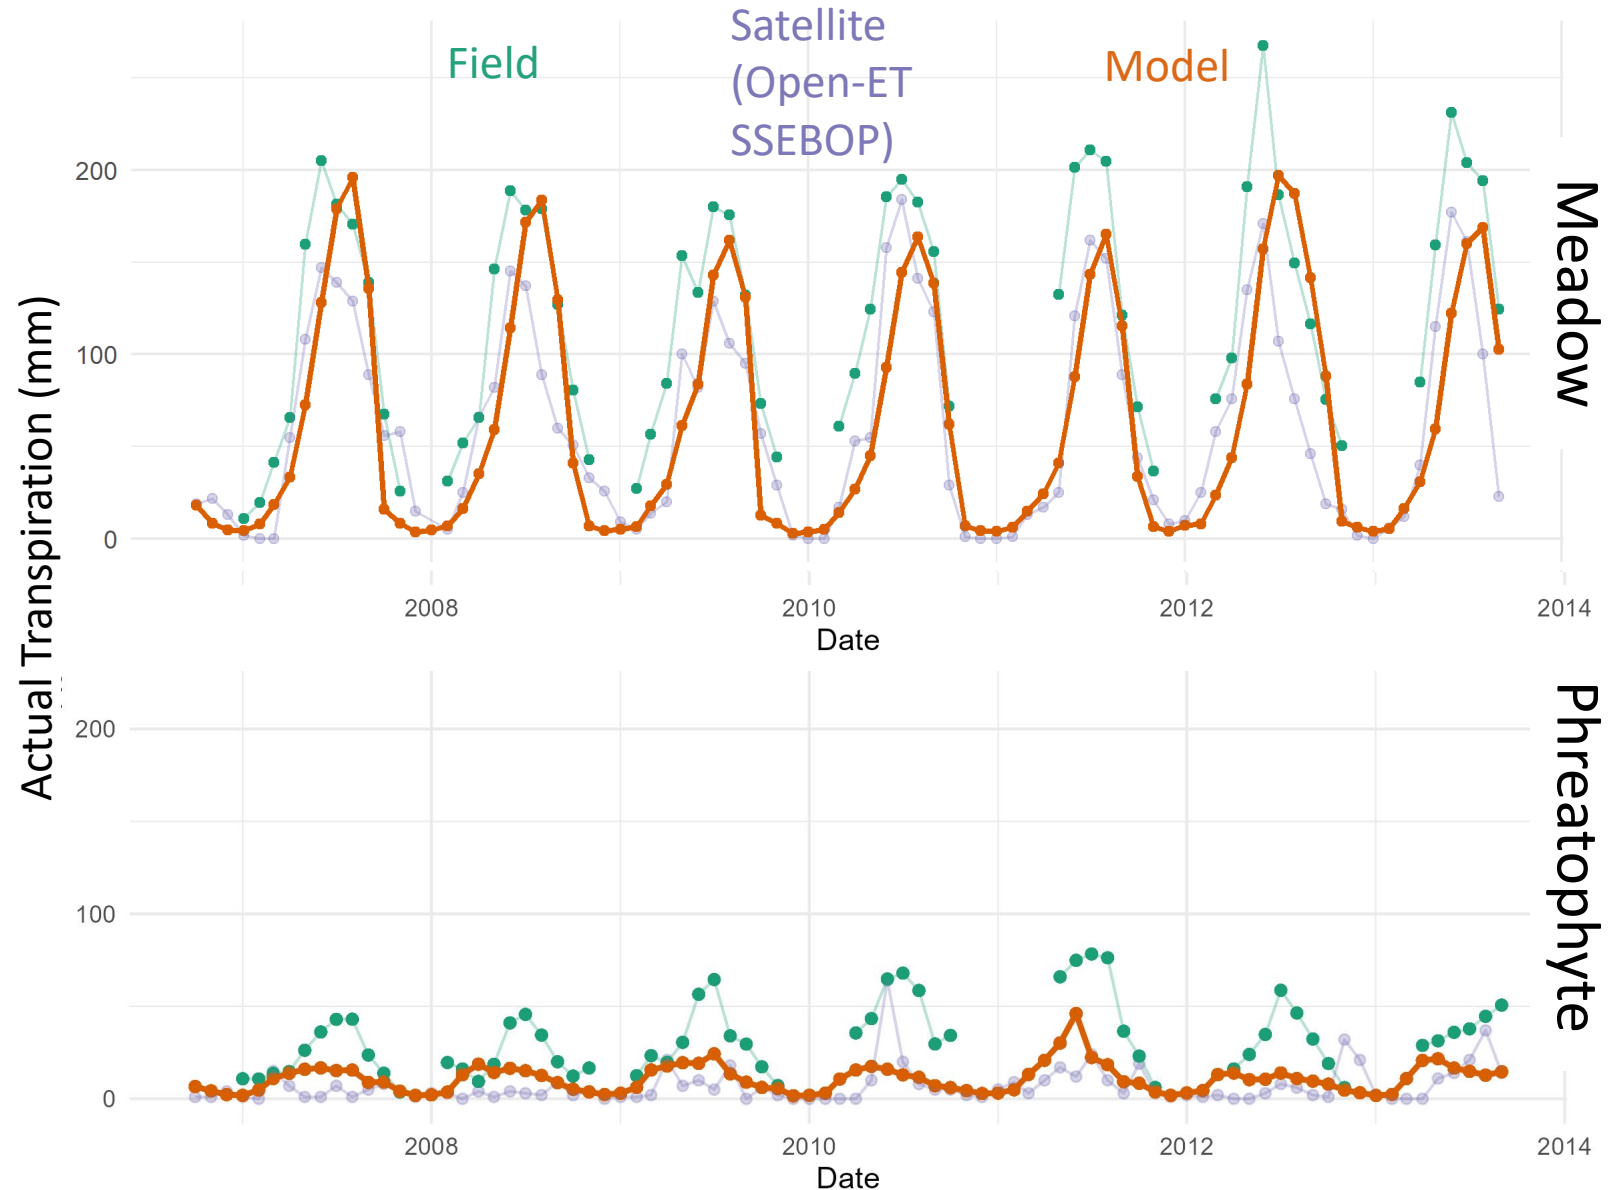 Satellite
(Open-ET
SSEBOP)
Field
Model
Actual Transpiration (mm)
200
100
0
Meadow
2008
2010
2012
2014
Date
200
100
0
Phreatophyte
2008
2010
2012
2014
Date